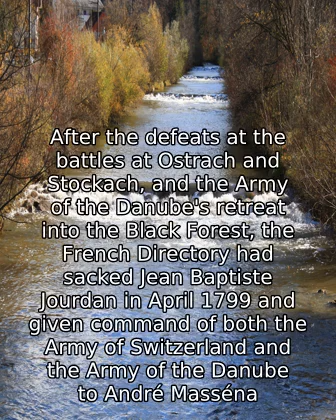 After the defeats at the
battles at Ostrach and
Stockach, and the Army
of the Danube's retreat
into the Black Forest, the
French Directory had
sacked Jean Baptiste
Jourdan in April 1799 and
given command of both the
Army of Switzerland and
the Army of the Danube
to André Masséna